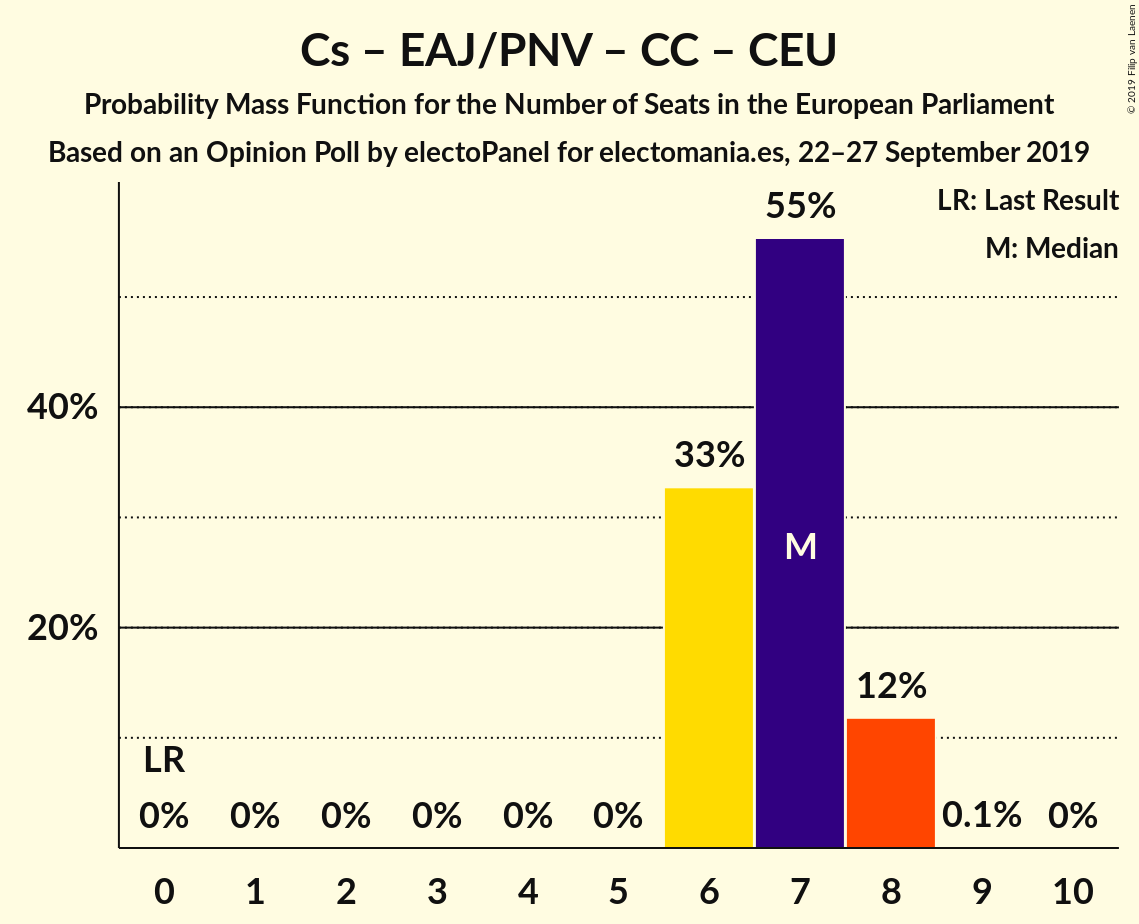 Cs – EAJ/PNV – CC – CEU
Probability Mass Function for the Number of Seats in the European Parliament
Based on an Opinion Poll by electoPanel for electomania.es, 22–27 September 2019
© 2019 Filip van Laenen
LR: Last Result
M: Median
55%
40%
33%
M
20%
12%
LR
0% 0% 0% 0% 0% 0% 0.1% 0%
0 1 2 3 4 5 6 7 8 9 10